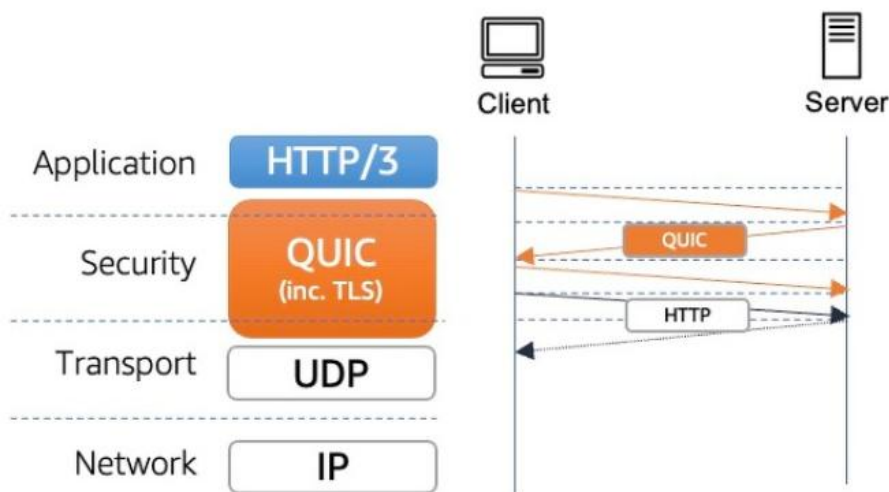 Client
Server
Application
HTTP/3
Security
QUIC
(inc. TLS)
Transport
UDP
Network
IP
QUIC
HTTP